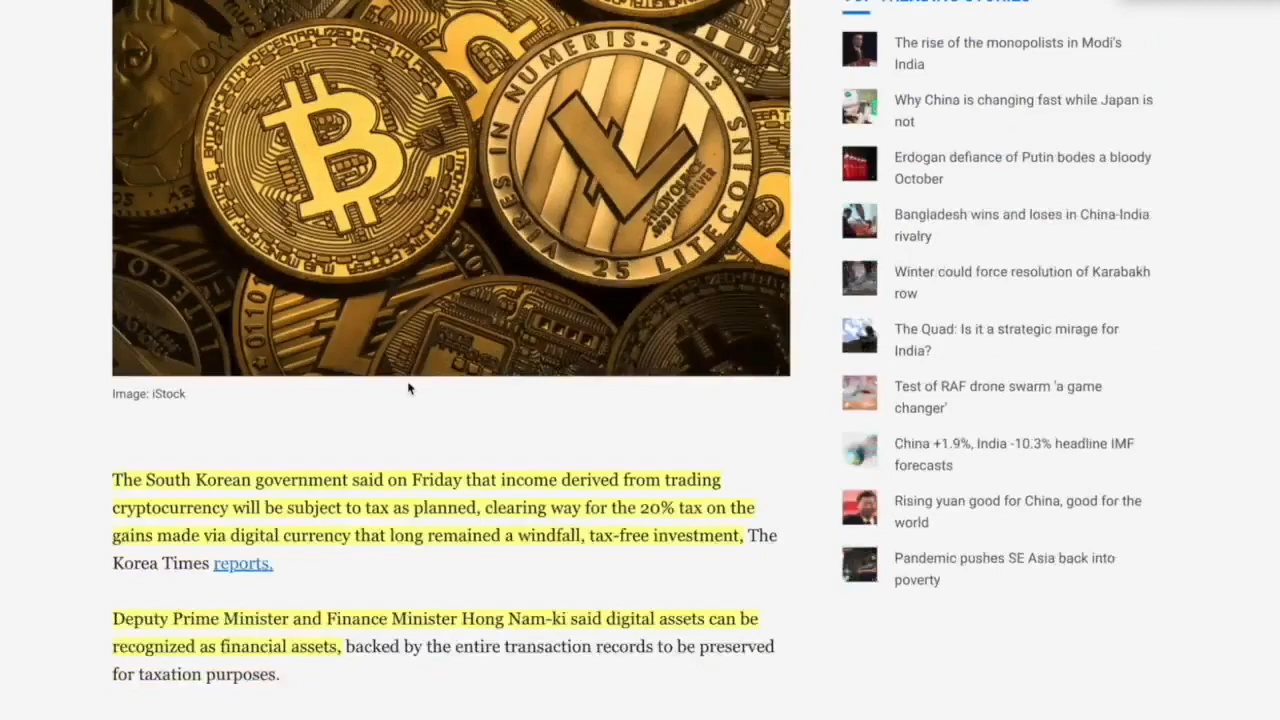 WOW
DECENTRALIZED
NUMERIS-2013
VIRES IN
25 LITECOINS
Image: iStock
The South Korean government said on Friday that income derived from trading
cryptocurrency will be subject to tax as planned, clearing way for the 20% tax on the
gains made via digital currency that long remained a windfall, tax-free investment, The
Korea Times reports.
Deputy Prime Minister and Finance Minister Hong Nam-ki said digital assets can be
recognized as financial assets, backed by the entire transaction records to be preserved
for taxation purposes.
The rise of the monopolists in Modi's
India
Why China is changing fast while Japan is
not
Erdogan defiance of Putin bodes a bloody
October
Bangladesh wins and loses in China-India
rivalry
Winter could force resolution of Karabakh
row
The Quad: Is it a strategic mirage for
India?
Test of RAF drone swarm 'a game
changer'
China +1.9%, India -10.3% headline IMF
forecasts
Rising yuan good for China, good for the
world
Pandemic pushes SE Asia back into
poverty